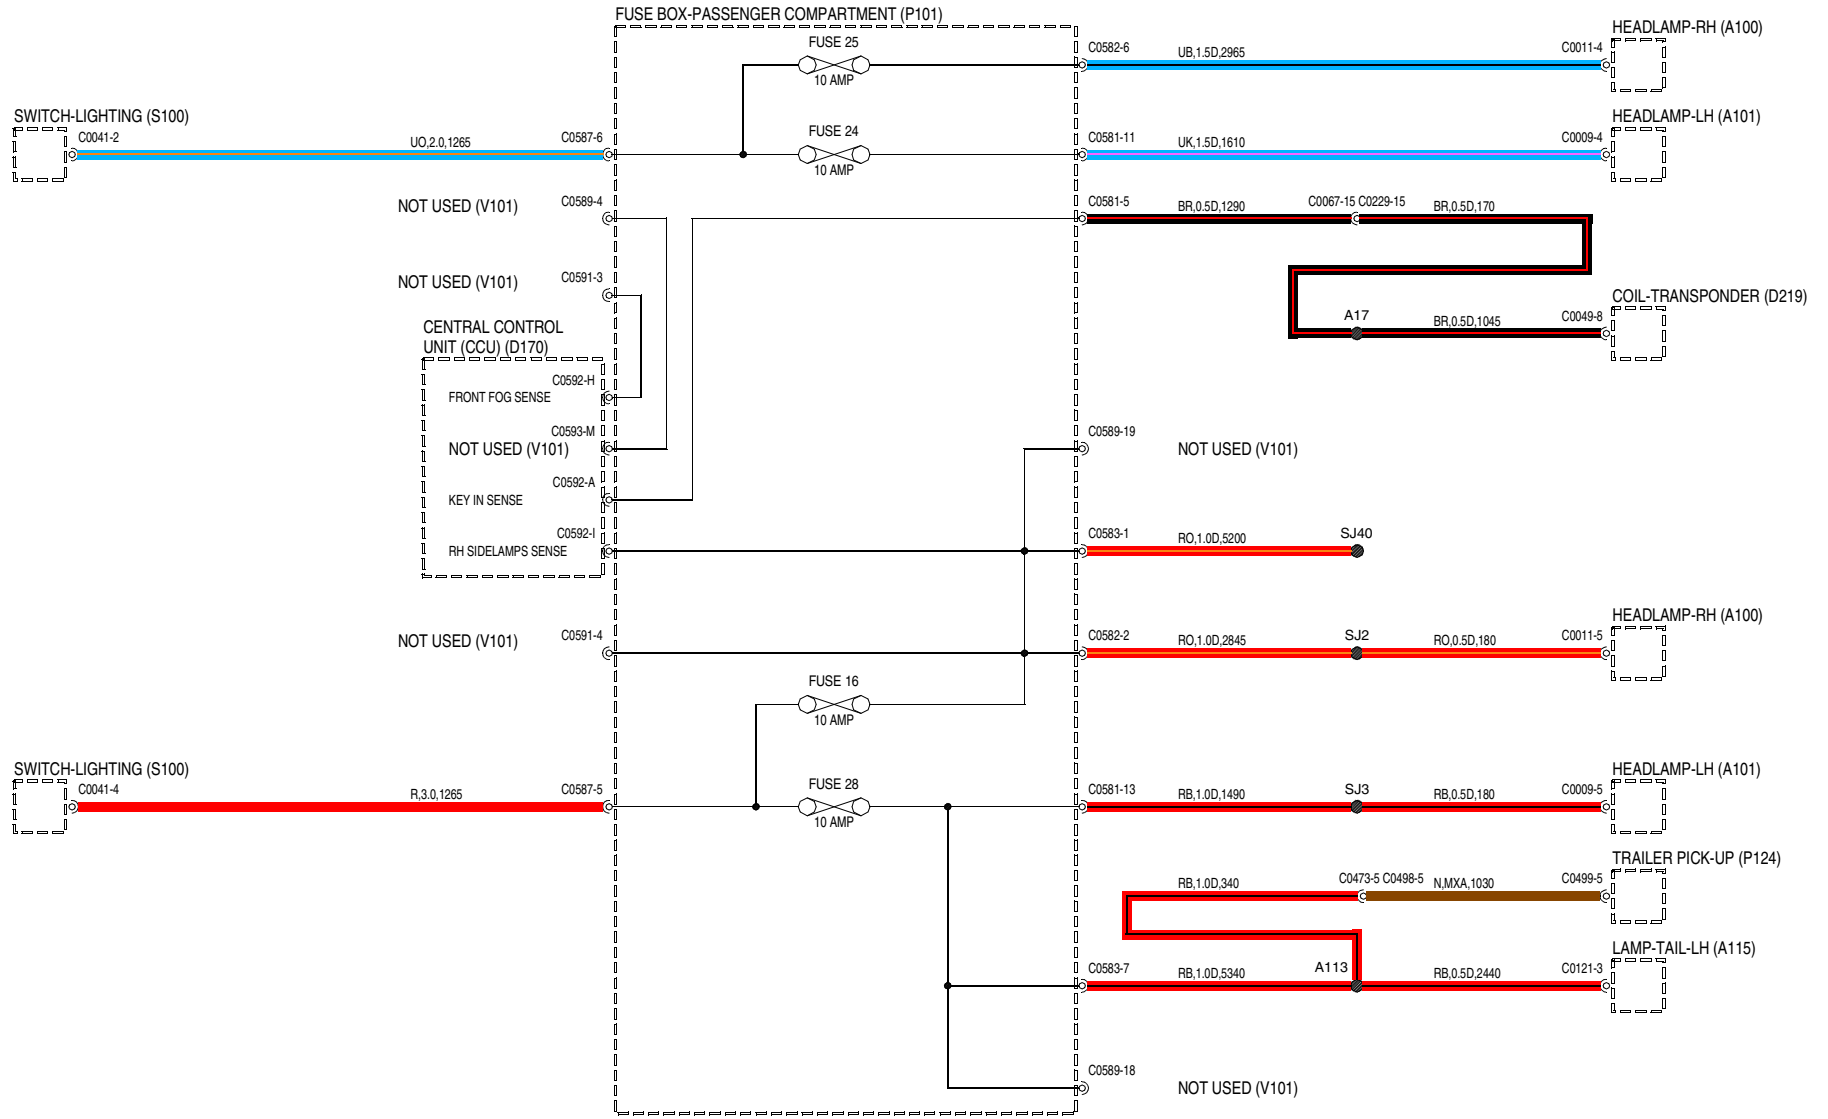 FUSE BOX-PASSENGER COMPARTMENT (P101)
HEADLAMP-RH (A100)
FUSE 25
10 AMP
C0582-6
UB,1.5D,2965
C0011-4
SWITCH-LIGHTING (S100)
C0041-2
UO,2.0,1265
C0587-6
FUSE 24
10 AMP
C0581-11
UK,1.5D,1610
C0009-4
HEADLAMP-LH (A101)
NOT USED (V101)
C0589-4
C0581-5
BR,0.5D,1290
C0067-15 C0229-15
BR,0.5D,170
NOT USED (V101)
C0591-3
COIL-TRANSPONDER (D219)
A17
BR,0.5D,1045
C0049-8
CENTRAL CONTROL
UNIT (CCU) (D170)
C0592-H
FRONT FOG SENSE
C0593-M
NOT USED (V101)
C0589-19
NOT USED (V101)
C0592-A
KEY IN SENSE
C0592-I
RH SIDELAMPS SENSE
C0583-1
RO,1.0D,5200
SJ40
HEADLAMP-RH (A100)
NOT USED (V101)
C0591-4
C0582-2
RO,1.0D,2845
SJ2
RO,0.5D,180
C0011-5
FUSE 16
10 AMP
SWITCH-LIGHTING (S100)
C0041-4
R,3.0,1265
C0587-5
FUSE 28
10 AMP
C0581-13
RB,1.0D,1490
SJ3
RB,0.5D,180
C0009-5
HEADLAMP-LH (A101)
TRAILER PICK-UP (P124)
RB,1.0D,340
C0473-5 C0498-5
N,MXA,1030
C0499-5
LAMP-TAIL-LH (A115)
C0583-7
RB,1.0D,5340
A113
RB,0.5D,2440
C0121-3
C0589-18
NOT USED (V101)